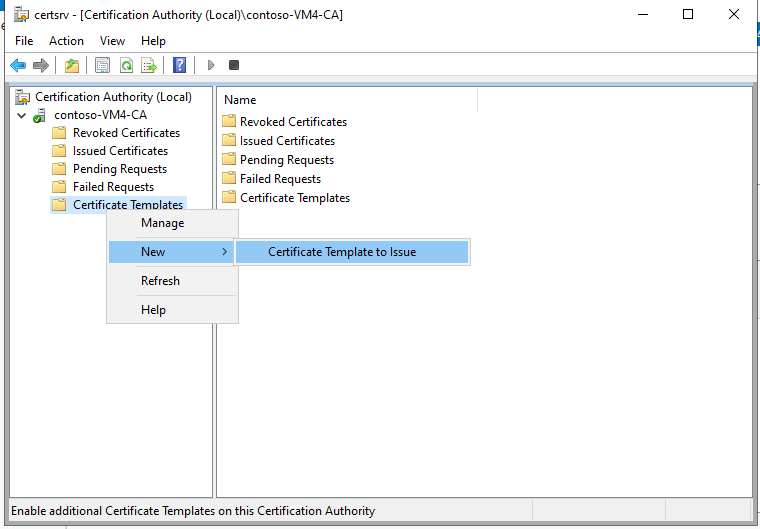 certsrv - [Certification Authority (Local)\contoso-VM4-CA]
File Action View Help
Certification Authority (Local)
contoso-VM4-CA
Revoked Certificates
Issued Certificates
Pending Requests
Failed Requests
Certificate Templates
Name
Revoked Certificates
Issued Certificates
Pending Requests
Failed Requests
Certificate Templates
Manage
New
Certificate Template to Issue
Refresh
Help
Enable additional Certificate Templates on this Certification Authority